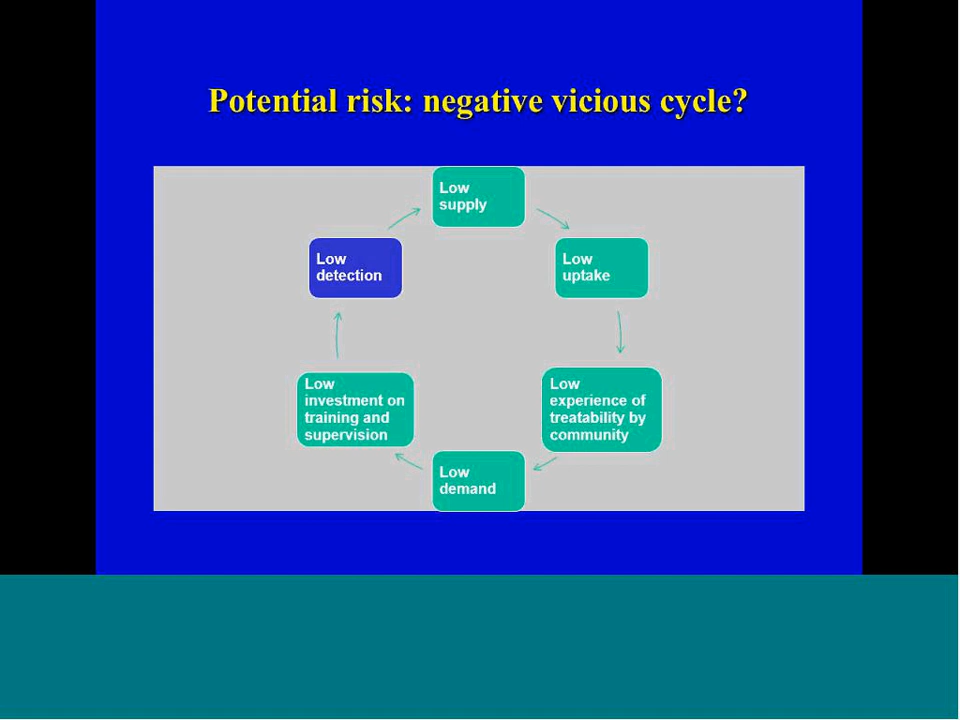 Potential risk: negative vicious cycle?
Low
supply
Low
uptake
Low
experience of
treatability by
community
Low
demand
Low
investment on
training and
supervision
Low
detection